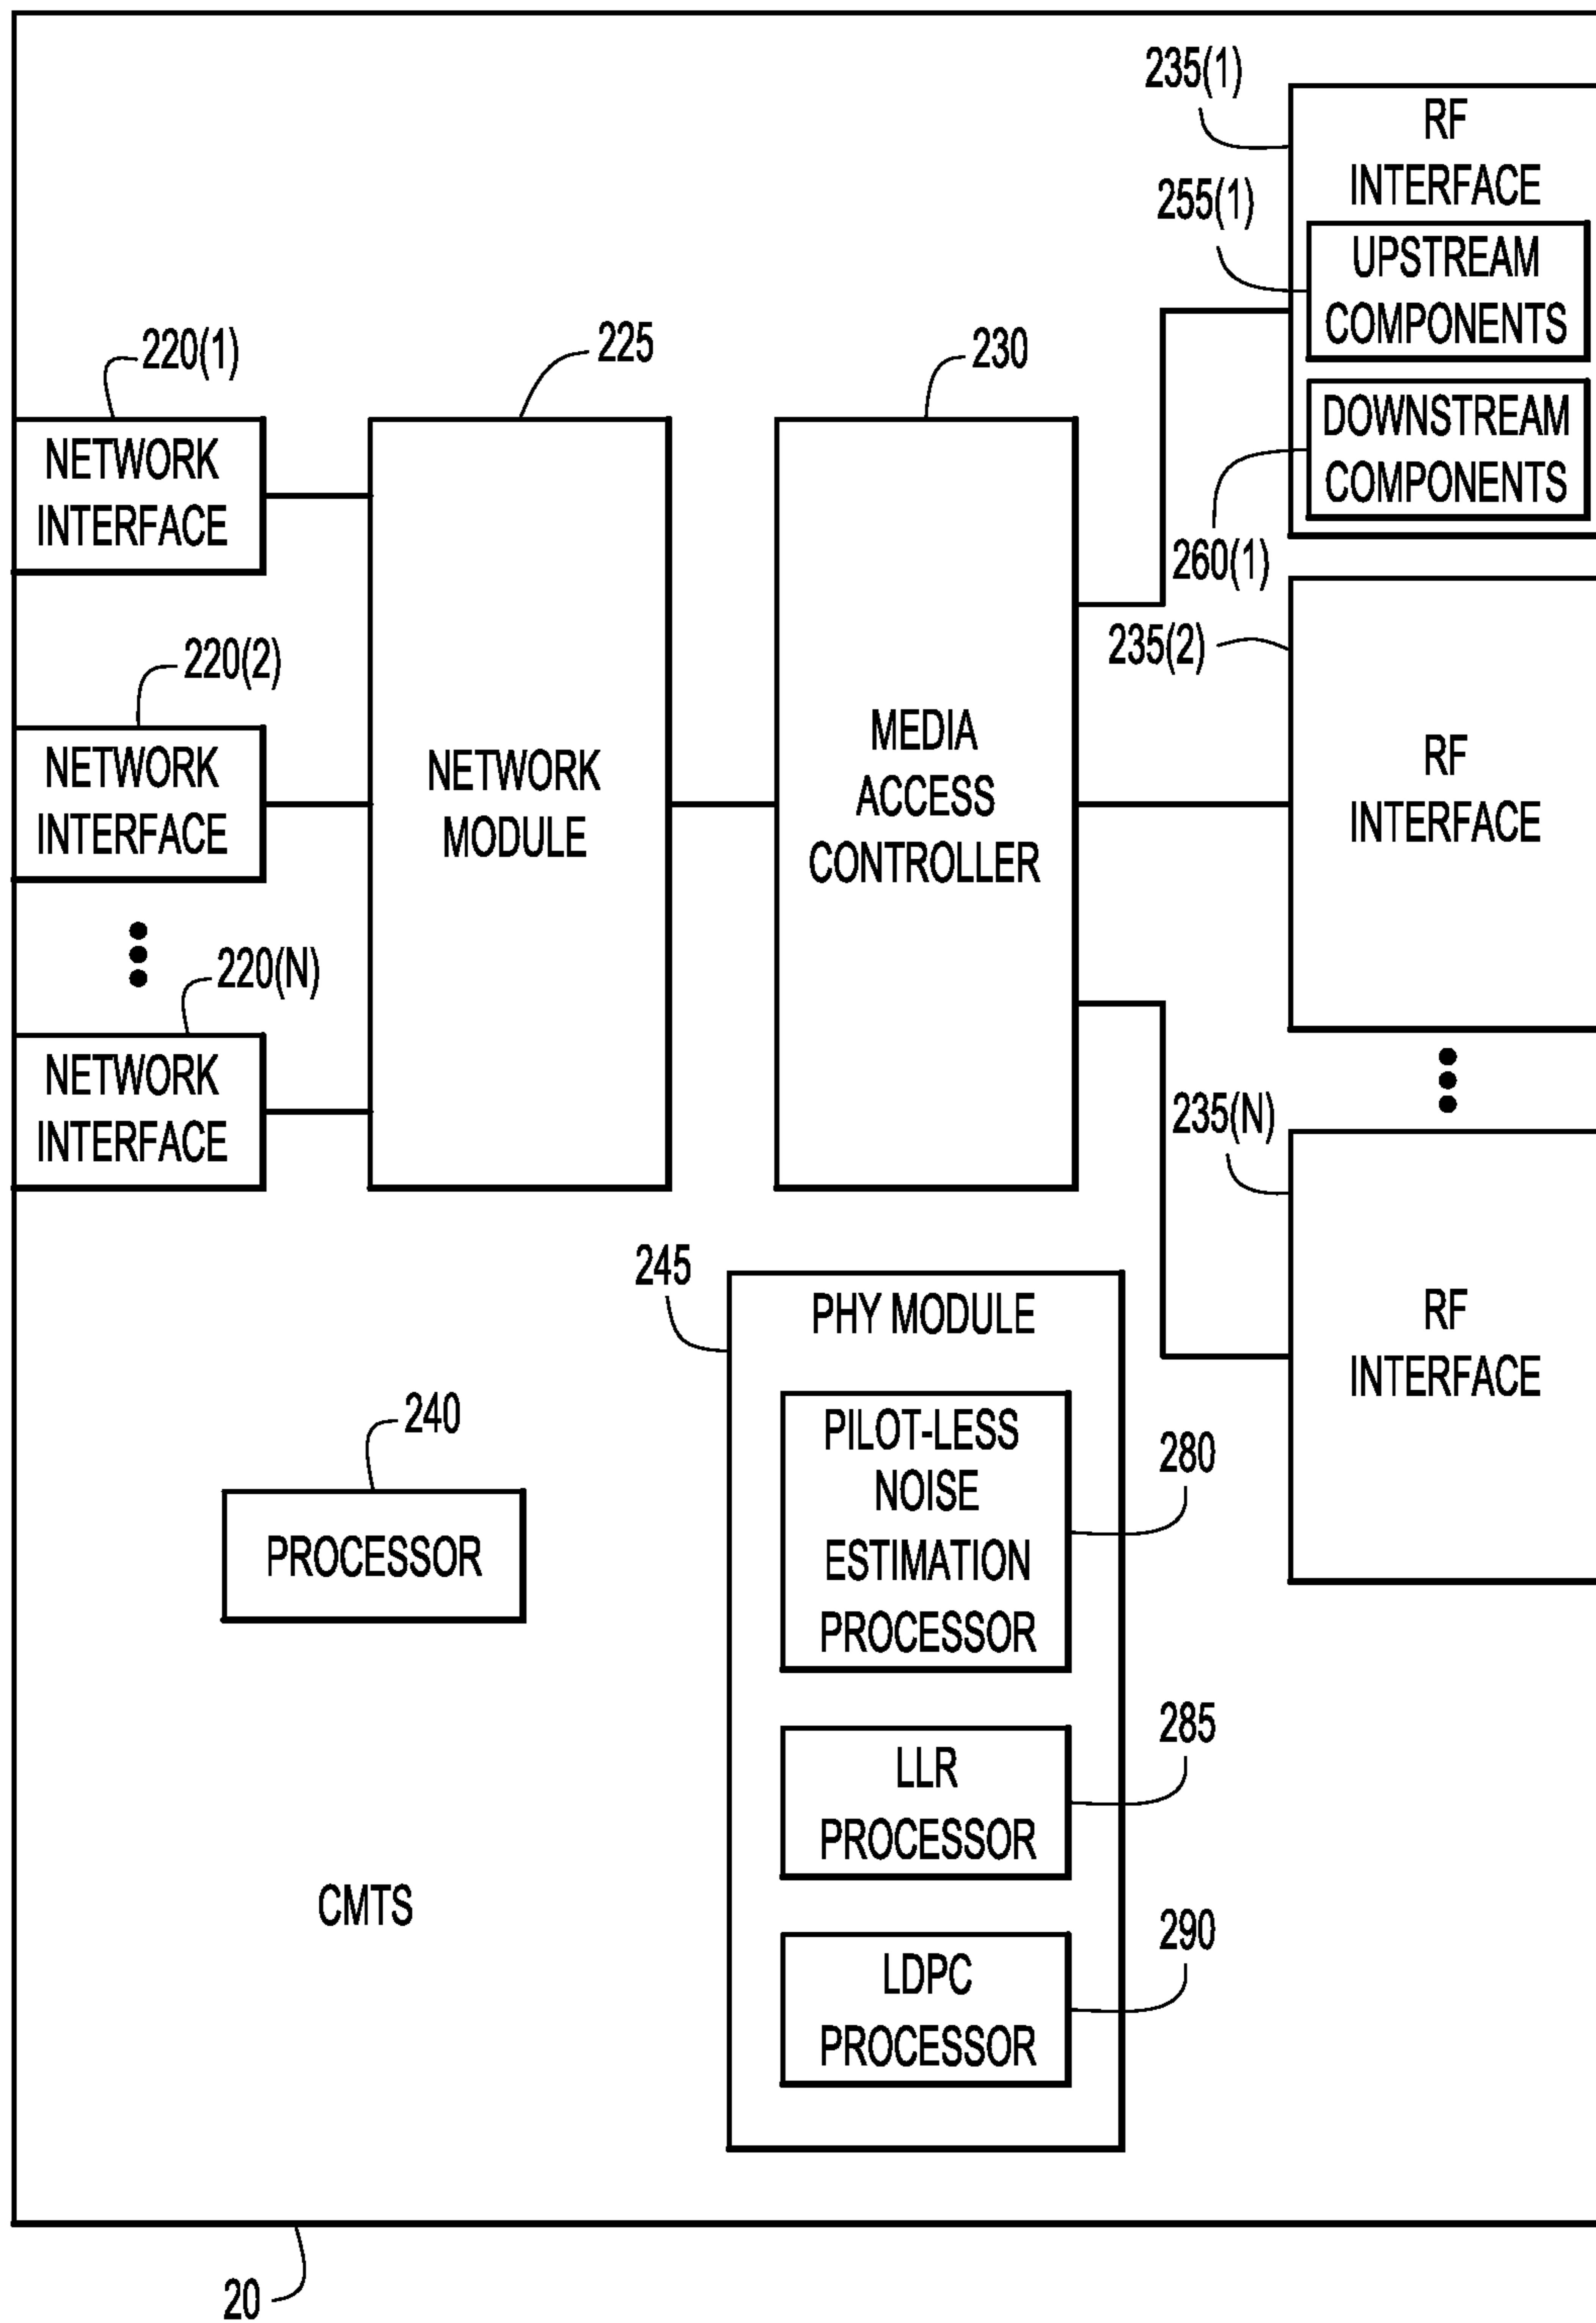 235(1)
RF
INTERFACE
255(1)
UPSTREAM
COMPONENTS
DOWNSTREAM
COMPONENTS
260(1)
220(1)
NETWORK
INTERFACE
225
230
220(2)
NETWORK
INTERFACE
NETWORK
MODULE
MEDIA
ACCESS
CONTROLLER
235(2)
RF
INTERFACE
220(N)
NETWORK
INTERFACE
235(N)
RF
INTERFACE
245
PHY MODULE
PILOT-LESS
NOISE
ESTIMATION
PROCESSOR
280
240
PROCESSOR
LLR
PROCESSOR
285
CMTS
LDPC
PROCESSOR
290
20